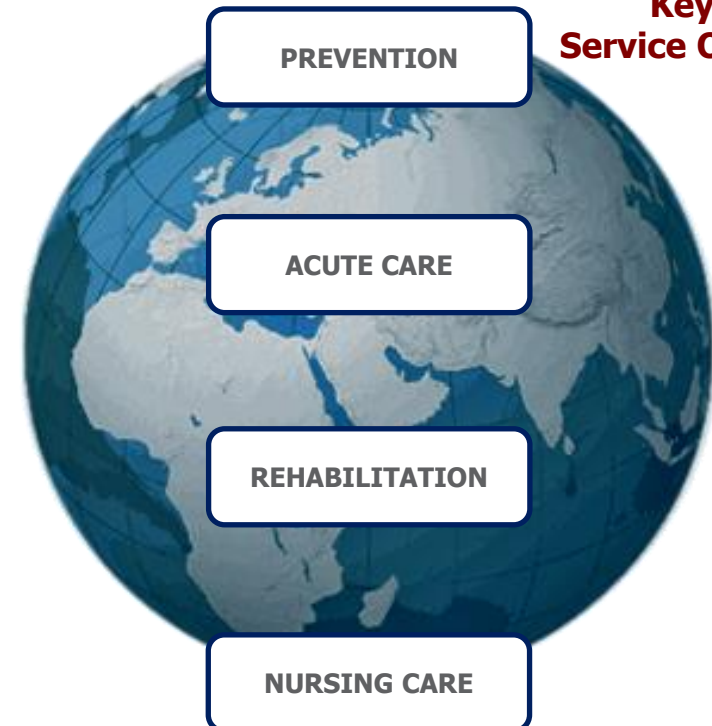 Key
Service
PREVENTION
ACUTE CARE
REHABILITATION
NURSING CARE